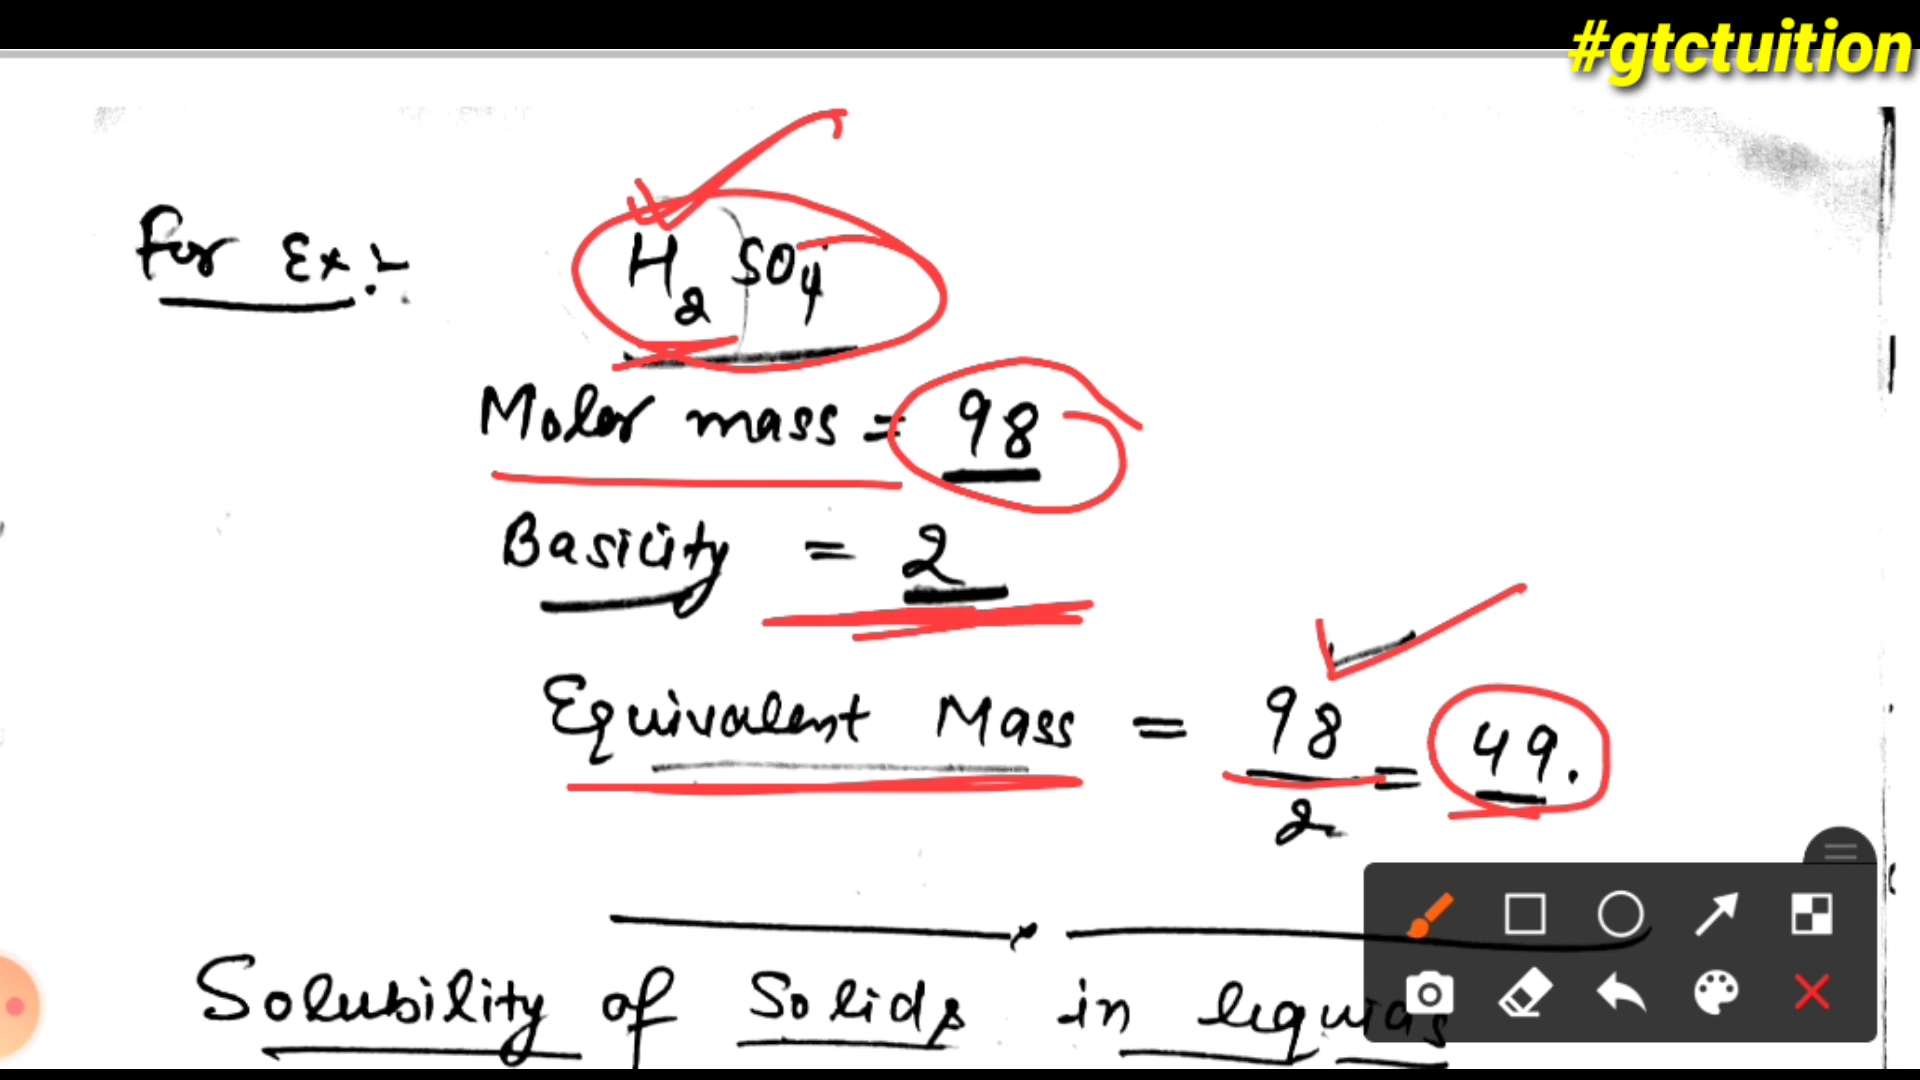 #gtctuition
For Ex:-
H2SO4
Molar mass = 98
Basicity = 2
Equivalent Mass = 98/2 = 49.
Solubility of Solids in liquids